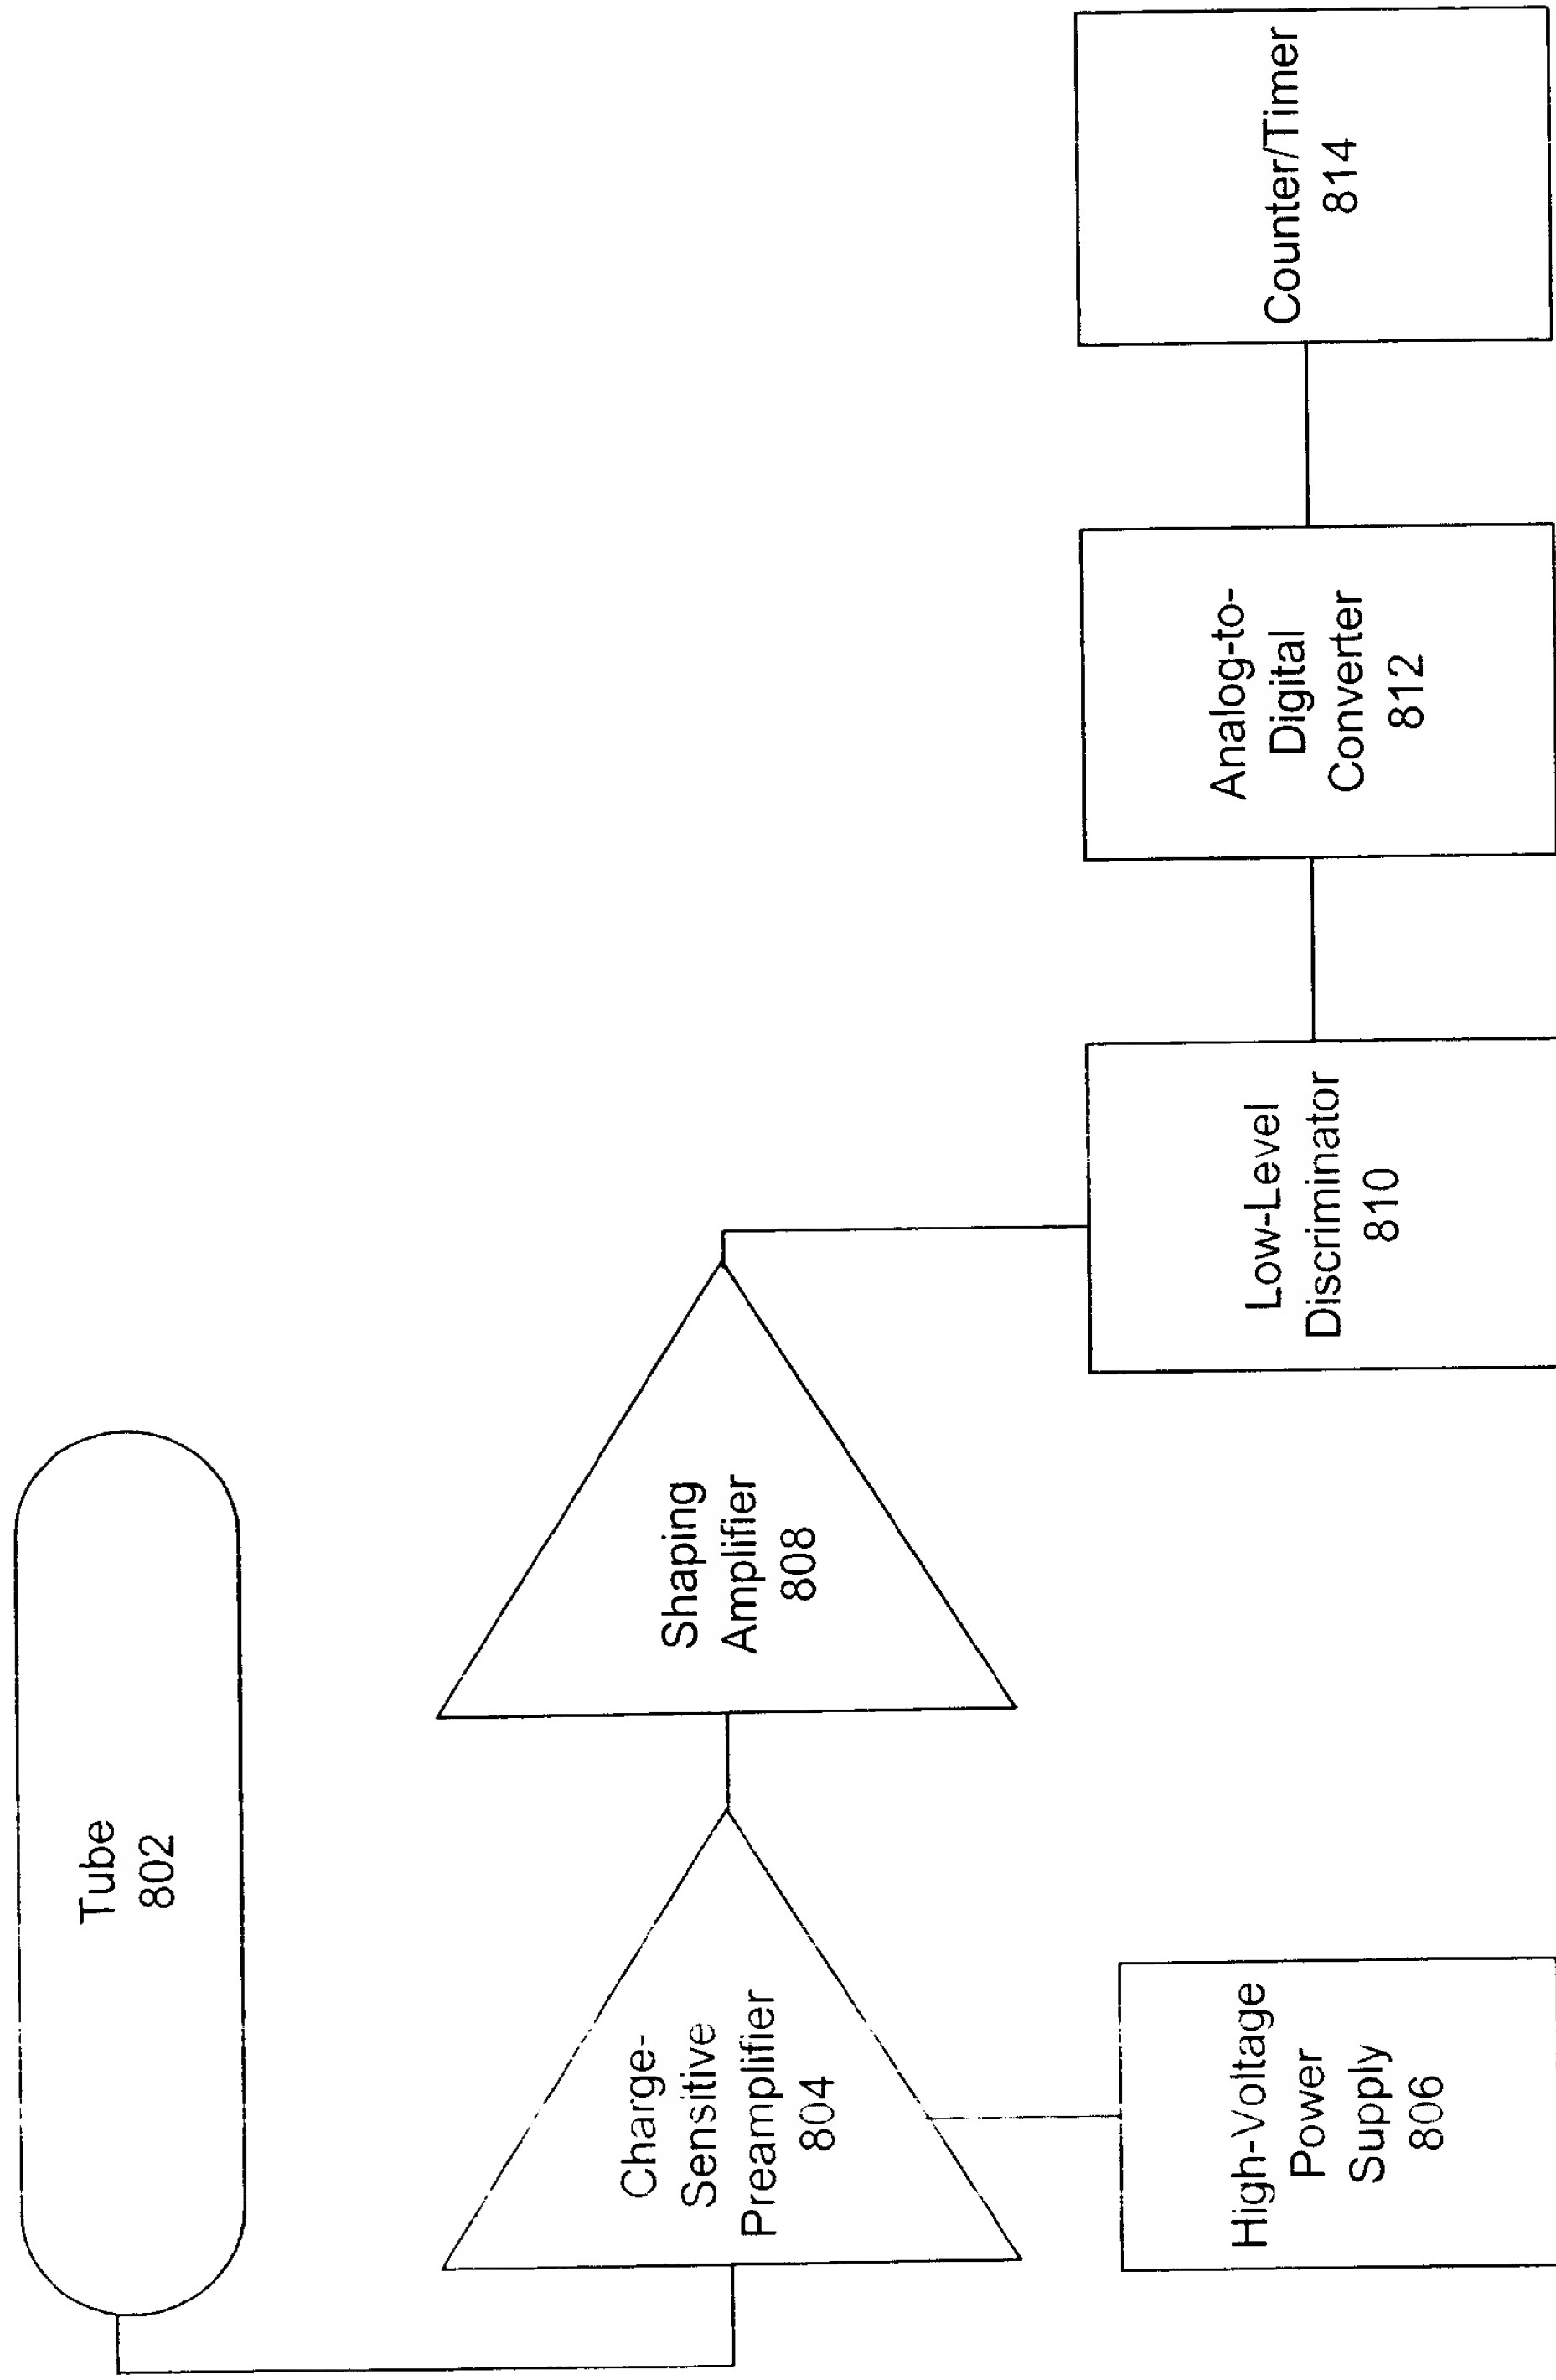 Tube
802
Charge-
Sensitive
Preamplifier
804
High-Voltage
Power
Supply
806
Shaping
Amplifier
808
Low-Level
Discriminator
810
Analog-to-
Digital
Converter
812
Counter/Timer
814